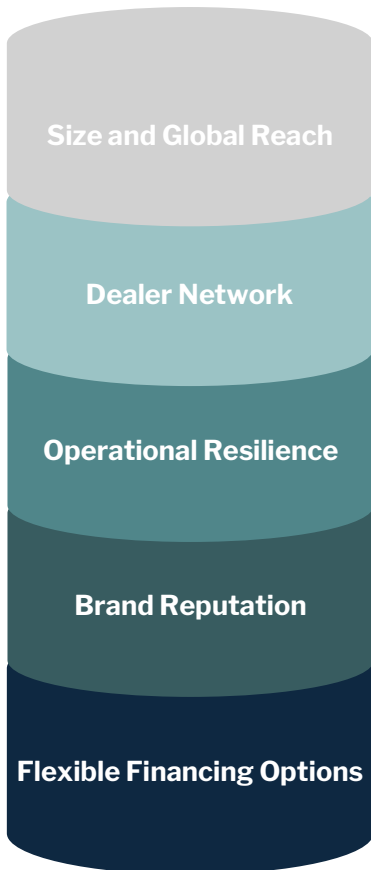 Size and Global Reach
Dealer Network
Operational Resilience
Brand Reputation
Flexible Financing Options